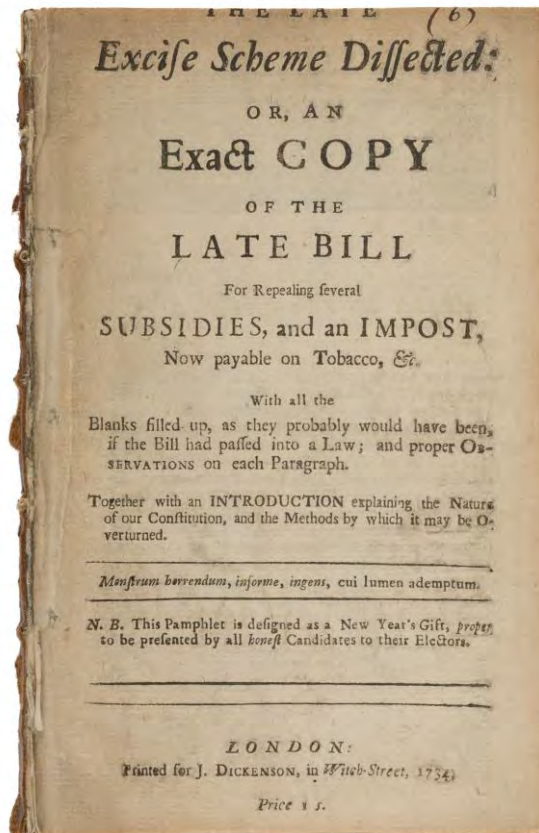 THE LATE (6)
Exciſe Scheme Diſſected:
OR, AN
Exact COPY
OF THE
LATE BILL
For Repealing ſeveral
SUBSIDIES, and an IMPOST,
Now payable on Tobacco, &c.
With all the
Blanks filled up, as they probably would have been,
if the Bill had paſſed into a Law; and proper OB-
SERVATIONS on each Paragraph.
Together with an INTRODUCTION explaining the Nature
of our Conſtitution, and the Methods by which it may be O-
verturned.
Monſtrum horrendum, informe, ingens, cui lumen ademptum.
N. B. This Pamphlet is deſigned as a New Year's Gift, proper
to be preſented by all honeſt Candidates to their Electors.
LONDON:
Printed for J. DICKENSON, in Witch-Street, 1734.
Price 1 s.